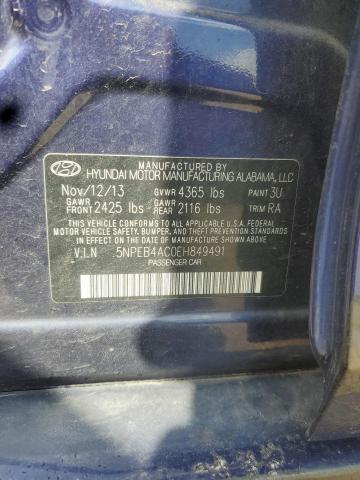 MANUFACTURED BY
HYUNDAI MOTOR MANUFACTURING ALABAMA, LLC
Nov/12/13 GVWR 4365 lbs PAINT 3U
GAWR FRONT 2425 lbs GAWR REAR 2116 lbs TRIM RA
THIS VEHICLE CONFORMS TO ALL APPLICABLE U.S.A FEDERAL
MOTOR VEHICLE SAFETY, BUMPER, AND THEFT PREVENTION
STANDARDS IN EFFECT ON THE DATE OF MANUFACTURE SHOWN ABOVE.
V.I.N 5NPEB4AC0EH849491
PASSENGER CAR